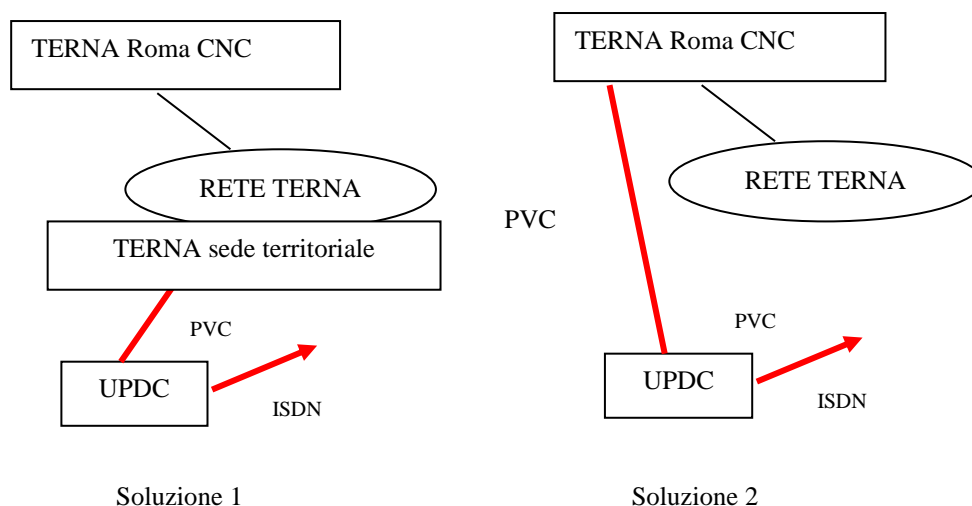 TERNA Roma CNC
RETE TERNA
TERNA sede territoriale
PVC
UPDC
ISDN
Soluzione 1
TERNA Roma CNC
RETE TERNA
PVC
PVC
UPDC
ISDN
Soluzione 2